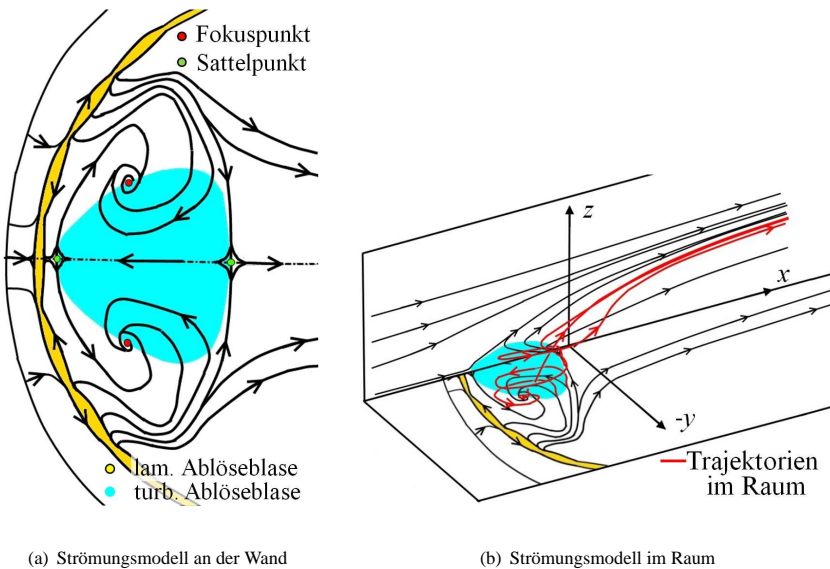 Fokuspunkt
Sattelpunkt
lam. Ablöseblase
turb. Ablöseblase
z
x
-y
Trajektorien
im Raum
(a) Strömungsmodell an der Wand
(b) Strömungsmodell im Raum